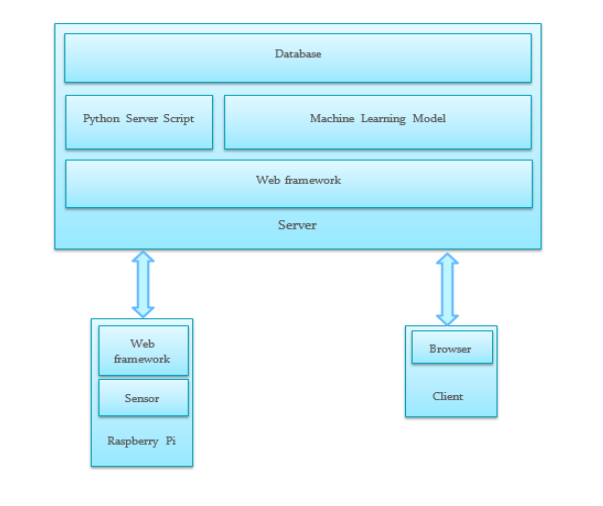 Database
Python Server Script
Machine Learning Model
Web framework
Server
Web
framework
Sensor
Raspberry Pi
Browser
Client